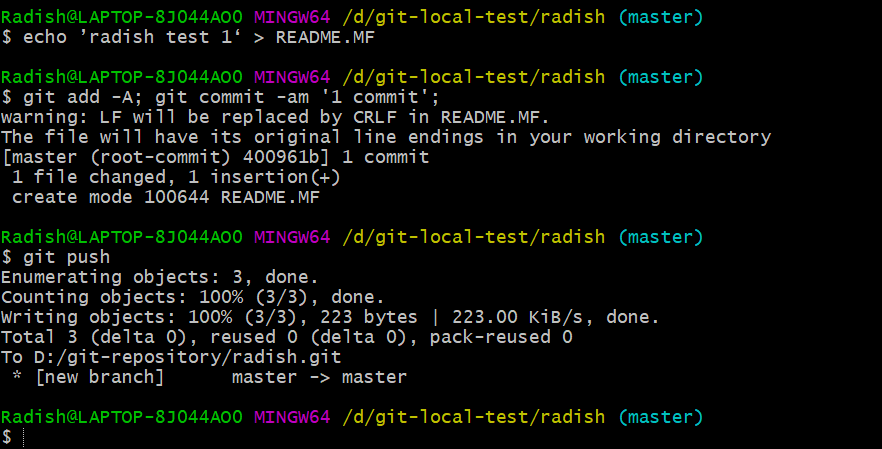 Radish@LAPTOP-8J044AO0 MINGW64 /d/git-local-test/radish (master)
$ echo ’radish test 1‘ > README.MF
Radish@LAPTOP-8J044AO0 MINGW64 /d/git-local-test/radish (master)
$ git add -A; git commit -am '1 commit';
warning: LF will be replaced by CRLF in README.MF.
The file will have its original line endings in your working directory
[master (root-commit) 400961b] 1 commit
 1 file changed, 1 insertion(+)
 create mode 100644 README.MF
Radish@LAPTOP-8J044AO0 MINGW64 /d/git-local-test/radish (master)
$ git push
Enumerating objects: 3, done.
Counting objects: 100% (3/3), done.
Writing objects: 100% (3/3), 223 bytes | 223.00 KiB/s, done.
Total 3 (delta 0), reused 0 (delta 0), pack-reused 0
To D:/git-repository/radish.git
 * [new branch]      master -> master
Radish@LAPTOP-8J044AO0 MINGW64 /d/git-local-test/radish (master)
$